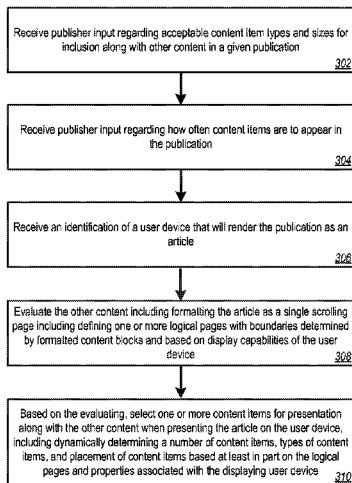 Receive publisher input regarding acceptable content item types and sizes for
inclusion along with other content in a given publication
302
Receive publisher input regarding how often content items are to appear in
the publication
304
Receive an identification of a user device that will render the publication as an
article
306
Evaluate the other content including formatting the article as a single scrolling
page including defining one or more logical pages with boundaries determined
by formatted content blocks and based on display capabilities of the user
device
308
Based on the evaluating, select one or more content items for presentation
along with the other content when presenting the article on the user device,
including dynamically determining a number of content items, types of content
items, and placement of content items based at least in part on the logical
pages and properties associated with the displaying user device
310